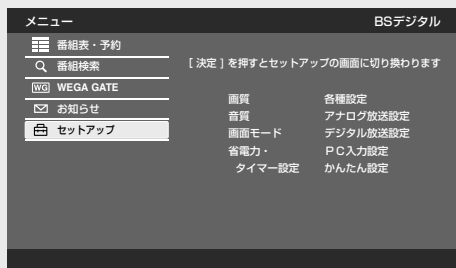 メニュー BSデジタル
番組表・予約
番組検索
WG WEGA GATE
お知らせ
セットアップ
[ 決定 ] を押すとセットアップの画面に切り換わります
画質 各種設定
音質 アナログ放送設定
画面モード デジタル放送設定
省電力・ ＰＣ入力設定
タイマー設定 かんたん設定